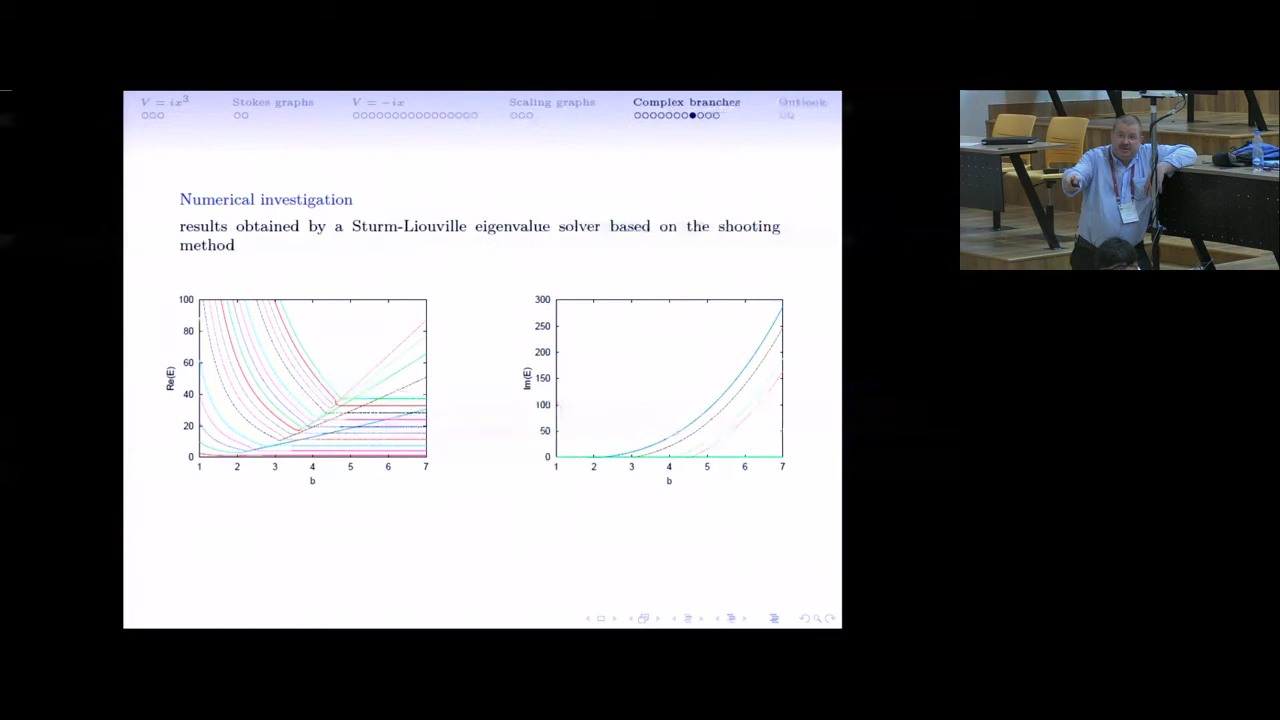 V = ix³ Stokes graphs V = −ix Scaling graphs Complex branches Outlook
Numerical investigation
results obtained by a Sturm-Liouville eigenvalue solver based on the shooting
method
100
80
60
40
20
0
Re(E)
1 2 3 4 5 6 7
b
300
250
200
150
100
50
0
Im(E)
1 2 3 4 5 6 7
b